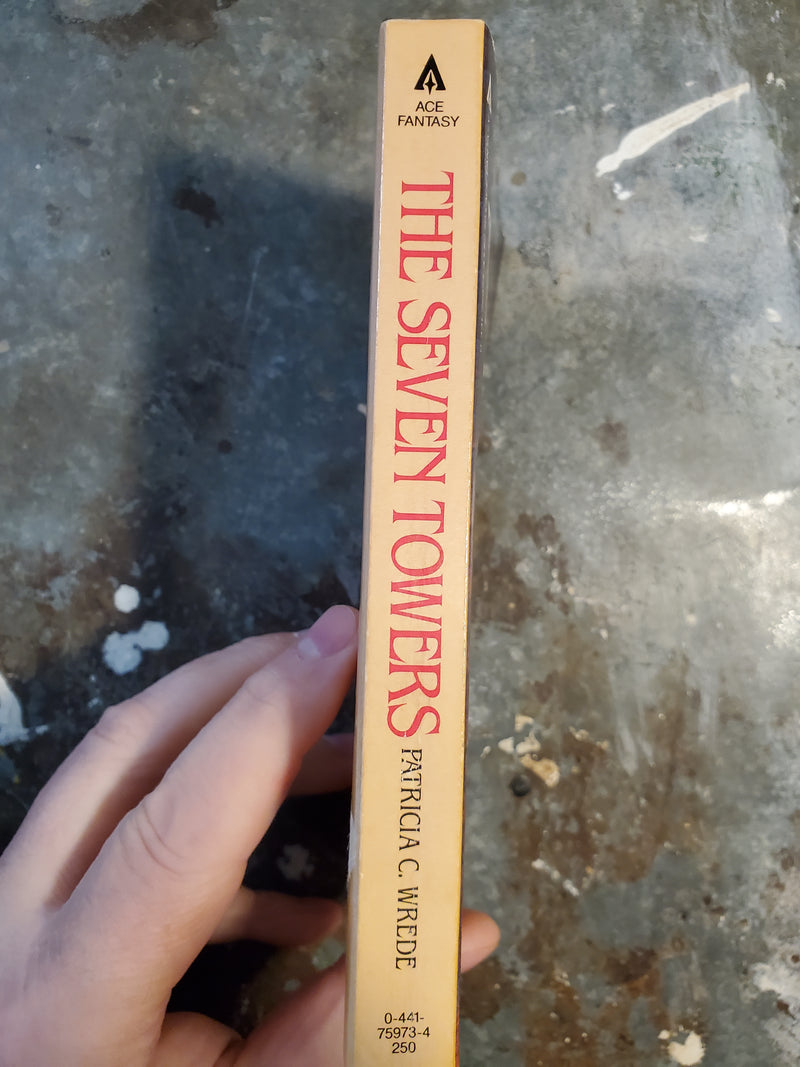 ACE
FANTASY
THE SEVEN TOWERS
PATRICIA C. WREDE
0-441-
75973-4
250